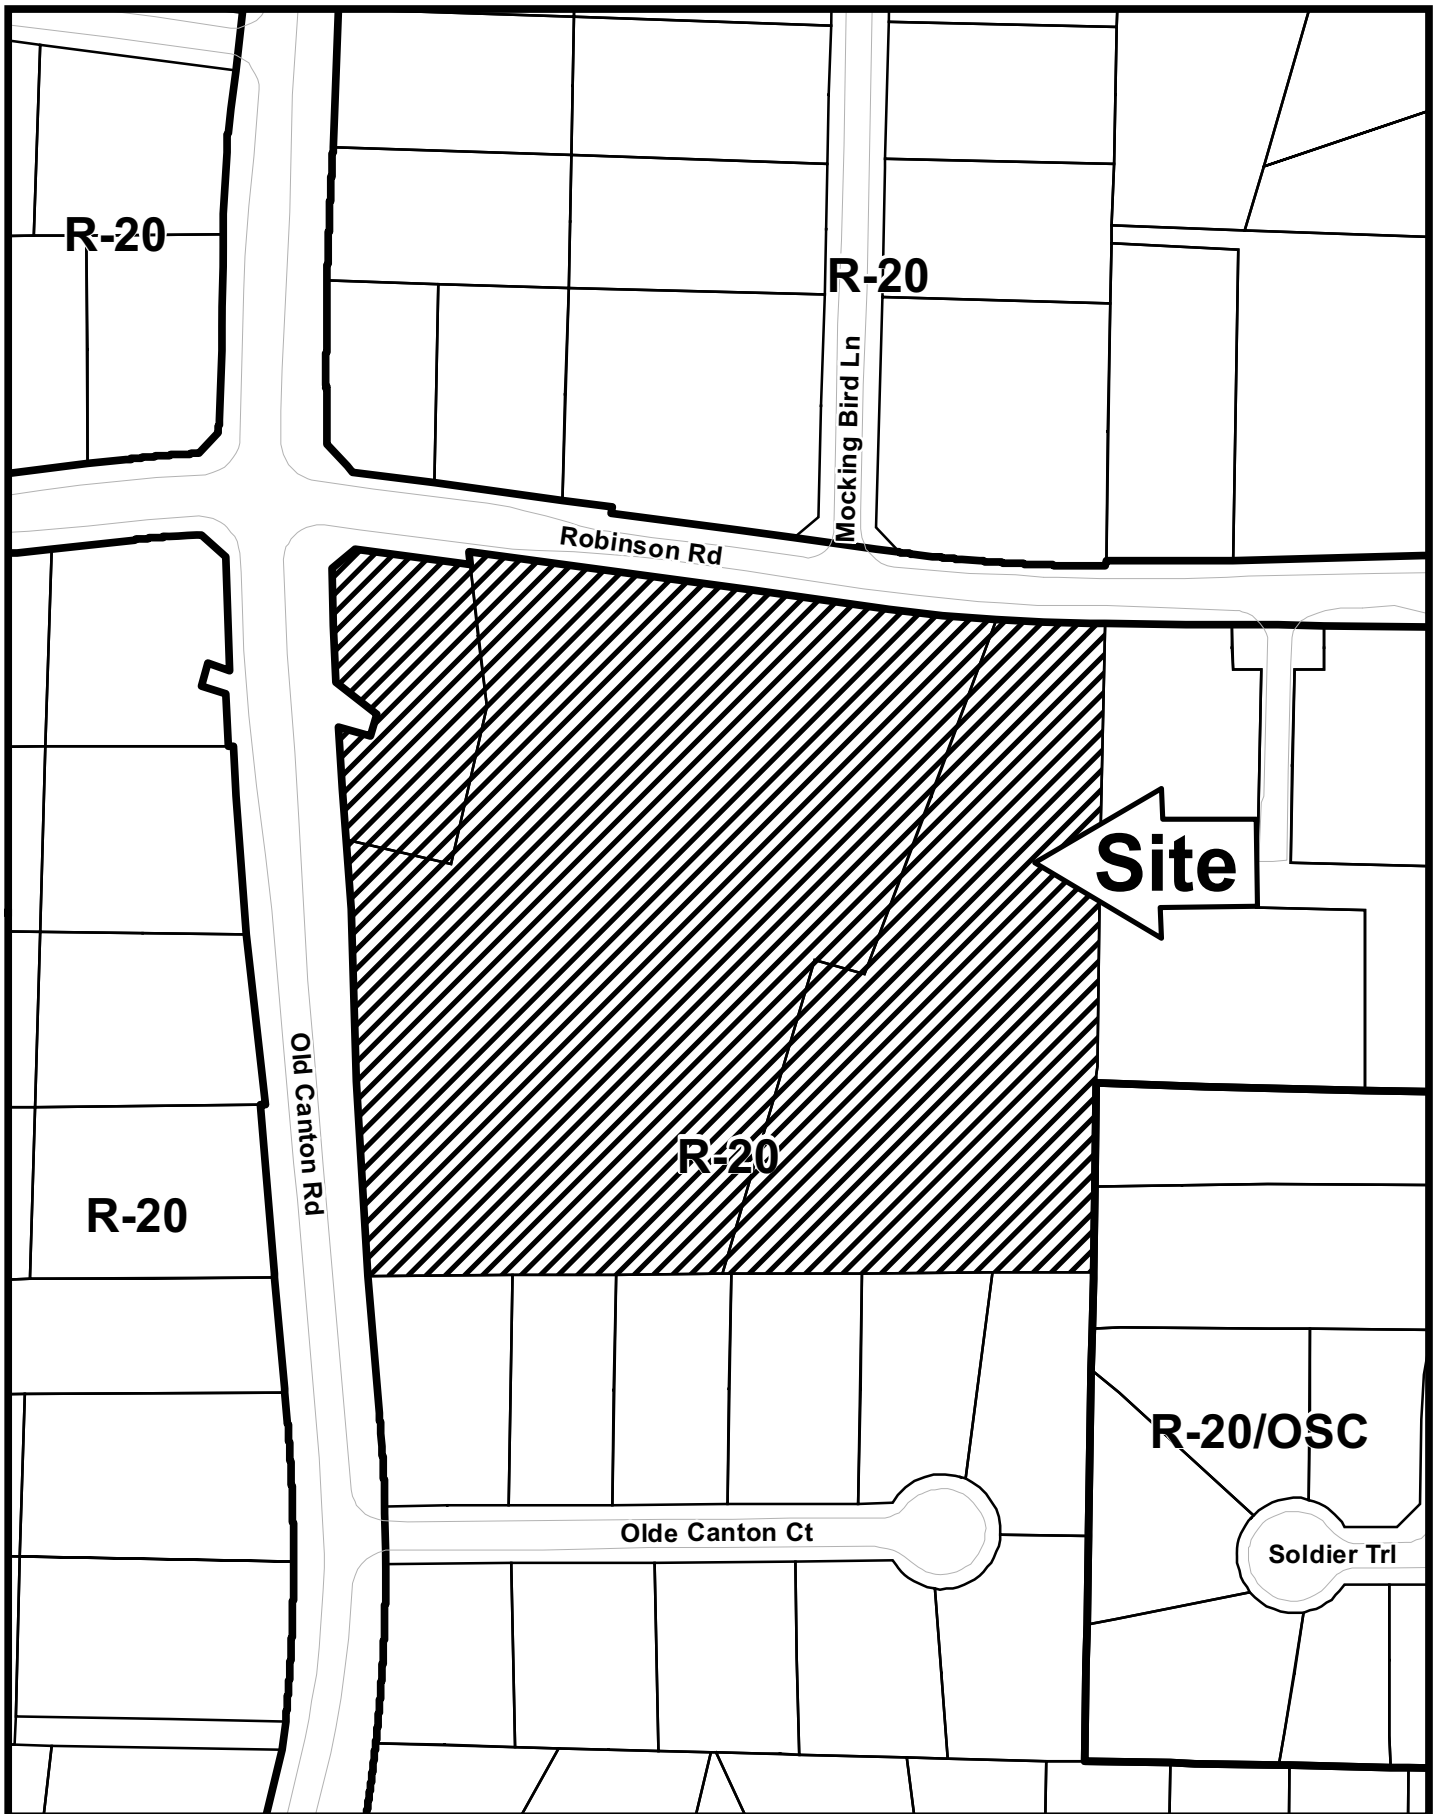 R-20
R-20
Mocking Bird Ln
Robinson Rd
Site
Old Canton Rd
R-20
R-20
R-20/OSC
Olde Canton Ct
Soldier Trl